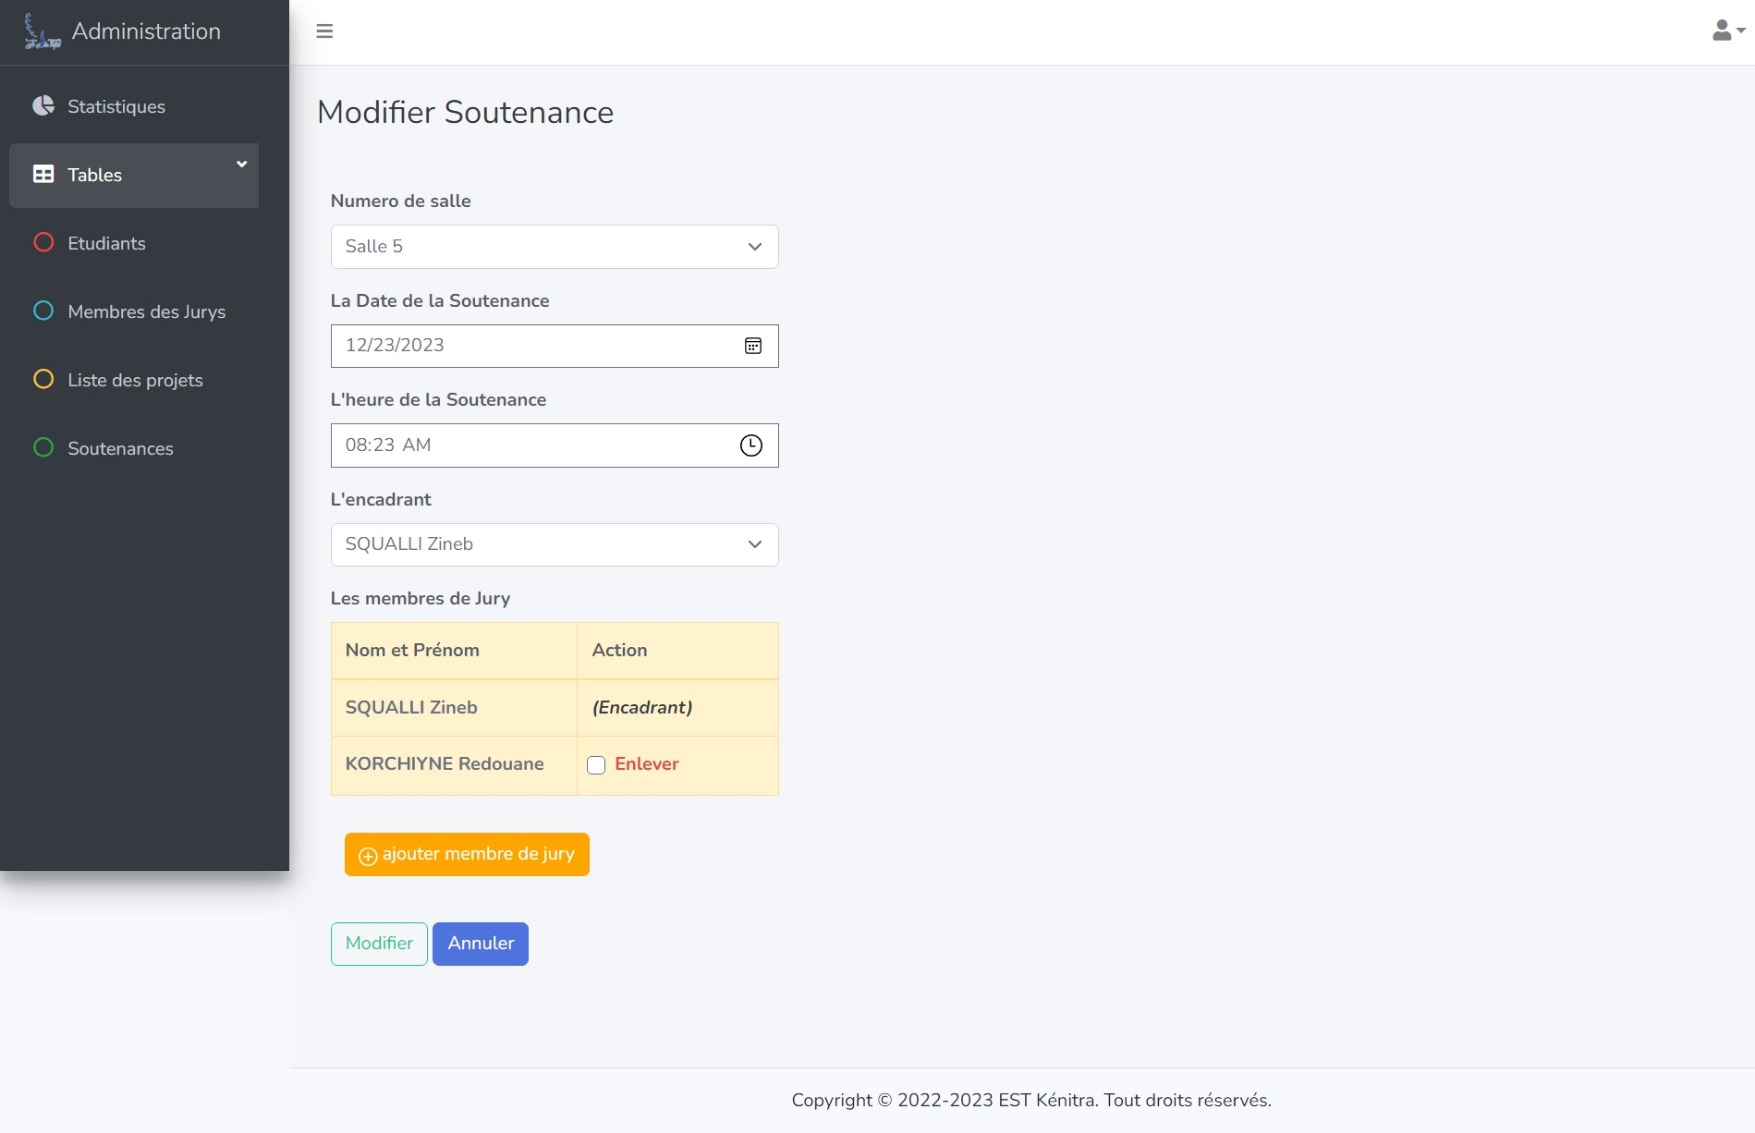 Administration
Statistiques
Tables
Etudiants
Membres des Jurys
Liste des projets
Soutenances
Modifier Soutenance
Numero de salle
Salle 5
La Date de la Soutenance
12/23/2023
L'heure de la Soutenance
08:23 AM
L'encadrant
SQUALLI Zineb
Les membres de Jury
Nom et Prénom Action
SQUALLI Zineb (Encadrant)
KORCHIYNE Redouane Enlever
ajouter membre de jury
Modifier Annuler
Copyright © 2022-2023 EST Kénitra. Tout droits réservés.